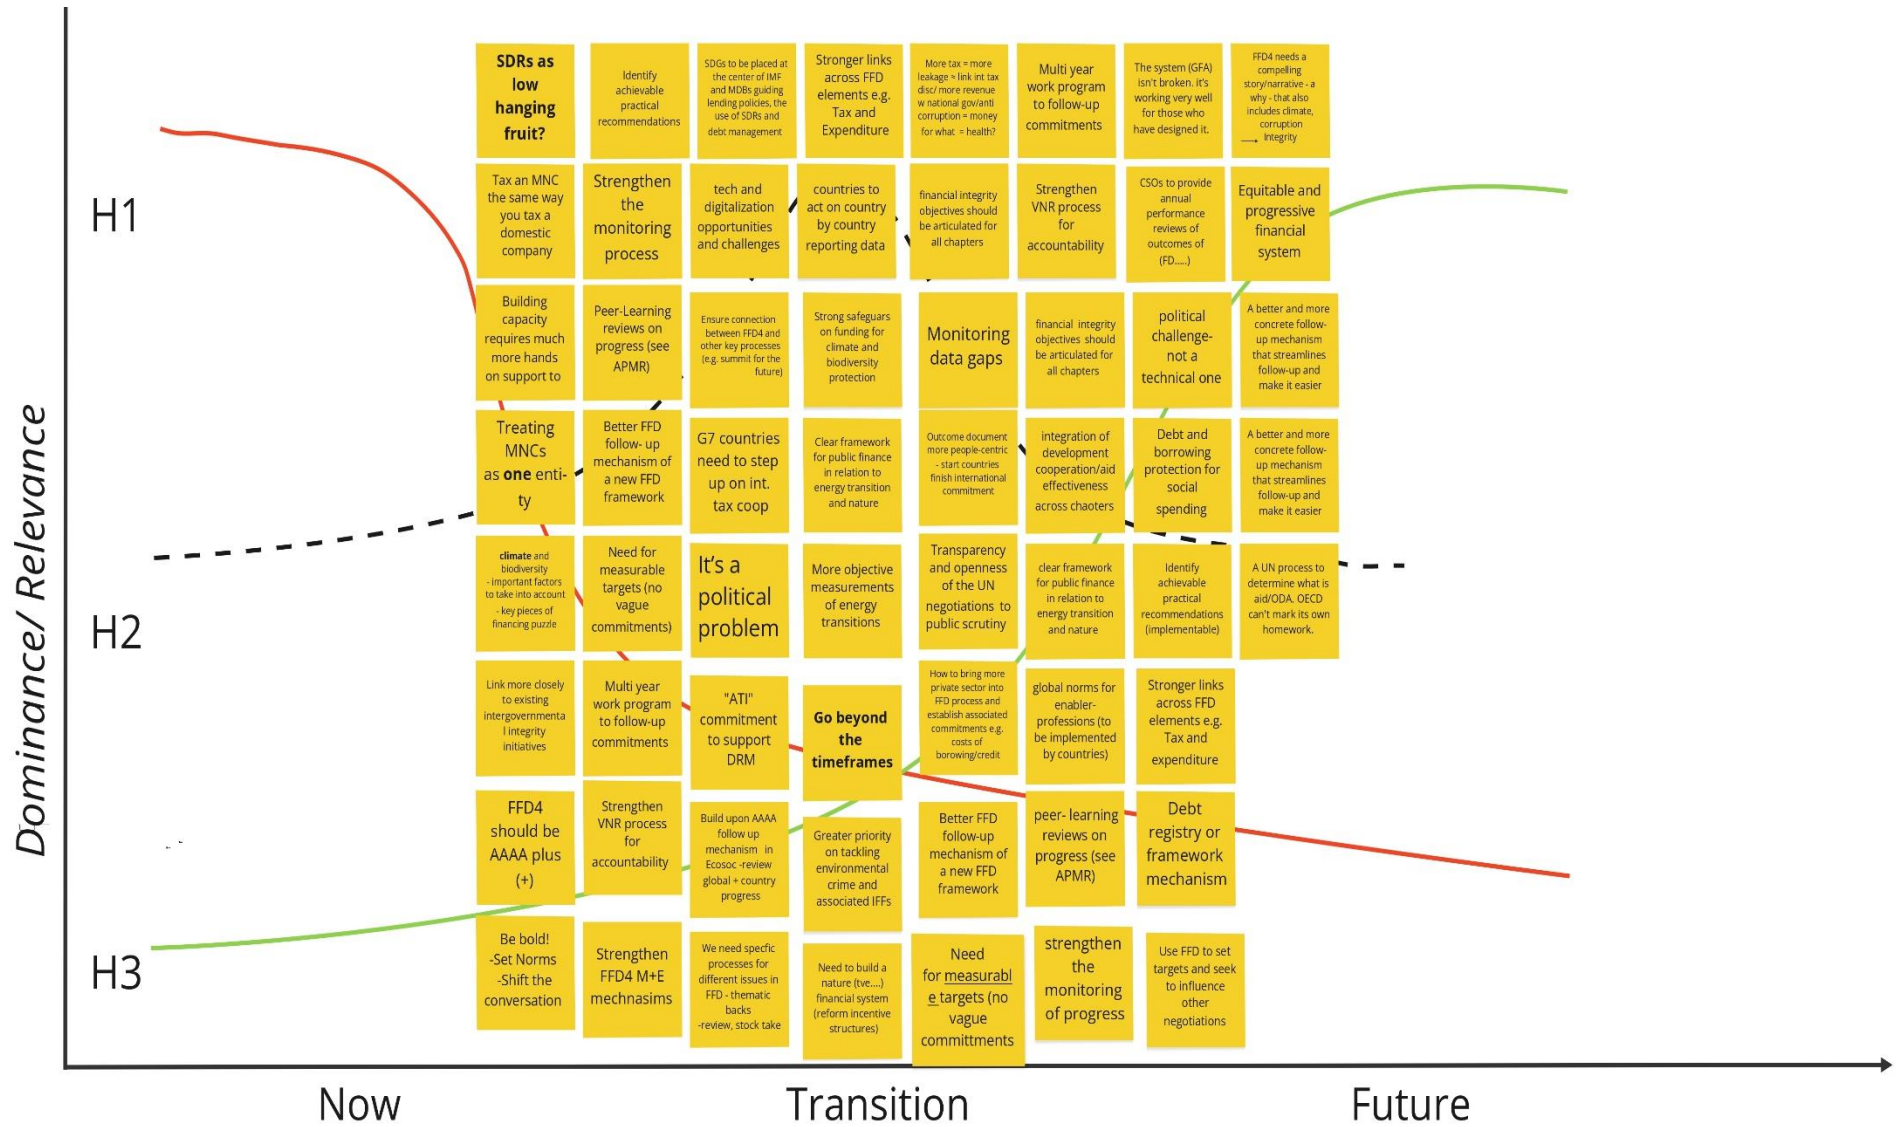 SDRs as
low
hanging
fruit?
Identify
achievable
practical
recommendations
SDGs to be placed at
the center of IMF
and MDBs guiding
lending policies, the
use of SDRs and
debt management
Stronger links
across FFD
elements e.g.
Tax and
Expenditure
More tax = more
leakage ≈ link int tax
disc/ more revenue
w national gov/anti
corruption = money
for what = health?
Multi year
work program
to follow-up
commitments
The system (GFA)
isn't broken. it's
working very well
for those who
have designed it.
FFD4 needs a
compelling
story/narrative - a
why - that also
includes climate,
corruption
Integrity
H1
Tax an MNC
the same way
you tax a
domestic
company
Strengthen
the
monitoring
process
tech and
digitalization
opportunities
and challenges
countries to
act on country
by country
reporting data
financial integrity
objectives should
be articulated for
all chapters
Strengthen
VNR process
for
accountability
CSOs to provide
annual
performance
reviews of
outcomes of
(FD.....)
Equitable and
progressive
financial
system
Building
capacity
requires much
more hands
on support to
Peer-Learning
reviews on
progress (see
APMR)
Ensure connection
between FFD4 and
other key processes
(e.g. summit for the
future)
Strong safeguars
on funding for
climate and
biodiversity
protection
Monitoring
data gaps
financial integrity
objectives should
be articulated for
all chapters
political
challenge-
not a
technical one
A better and more
concrete follow-
up mechanism
that streamlines
follow-up and
make it easier
Dominance/ Relevance
Treating
MNCs
as one enti-
ty
Better FFD
follow- up
mechanism of
a new FFD
framework
G7 countries
need to step
up on int.
tax coop
Clear framework
for public finance
in relation to
energy transition
and nature
Outcome document
more people-centric
- start countries
finish international
commitment
integration of
development
cooperation/aid
effectiveness
across chaoters
Debt and
borrowing
protection for
social
spending
A better and more
concrete follow-
up mechanism
that streamlines
follow-up and
make it easier
H2
climate and
biodiversity
- important factors
to take into account
- key pieces of
financing puzzle
Need for
measurable
targets (no
vague
commitments)
It's a
political
problem
More objective
measurements
of energy
transitions
Transparency
and openness
of the UN
negotiations to
public scrutiny
clear framework
for public finance
in relation to
energy transition
and nature
Identify
achievable
practical
recommendations
(implementable)
A UN process to
determine what is
aid/ODA. OECD
can't mark its own
homework.
Link more closely
to existing
intergovernmenta
l integrity
initiatives
Multi year
work program
to follow-up
commitments
"ATI"
commitment
to support
DRM
Go beyond
the
timeframes
How to bring more
private sector into
FFD process and
establish associated
commitments e.g.
costs of
borrowing/credit
global norms for
enabler-
professions (to
be implemented
by countries)
Stronger links
across FFD
elements e.g.
Tax and
expenditure
FFD4
should be
AAAA plus
(+)
Strengthen
VNR process
for
accountability
Build upon AAAA
follow up
mechanism in
Ecosoc -review
global + country
progress
Greater priority
on tackling
environmental
crime and
associated IFFs
Better FFD
follow-up
mechanism of
a new FFD
framework
peer- learning
reviews on
progress (see
APMR)
Debt
registry or
framework
mechanism
H3
Be bold!
-Set Norms
-Shift the
conversation
Strengthen
FFD4 M+E
mechnasims
We need specfic
processes for
different issues in
FFD - thematic
backs
-review, stock take
Need to build a
nature (tve....)
financial system
(reform incentive
structures)
Need
for measurabl
e targets (no
vague
committments
strengthen
the
monitoring
of progress
Use FFD to set
targets and seek
to influence
other
negotiations
Now
Transition
Future